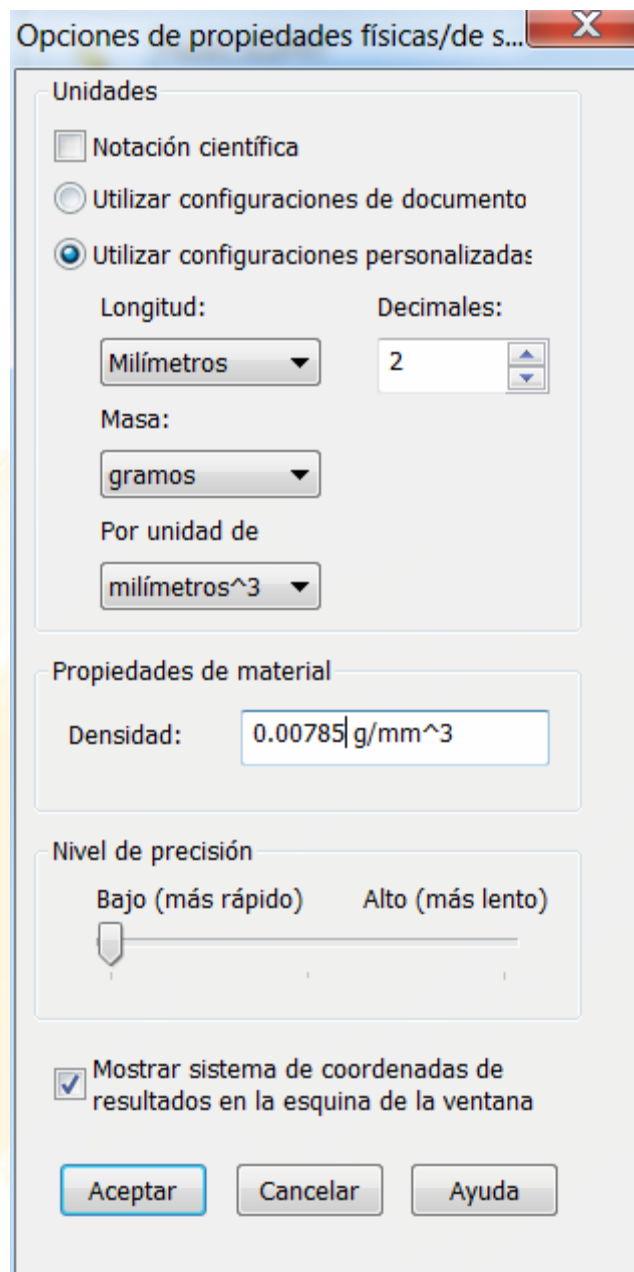 Opciones de propiedades físicas/de s...
Unidades
Notación científica
Utilizar configuraciones de documento
Utilizar configuraciones personalizadas
Longitud:
Decimales:
Milímetros
2
Masa:
gramos
Por unidad de
milímetros^3
Propiedades de material
Densidad:
0.00785 g/mm^3
Nivel de precisión
Bajo (más rápido)
Alto (más lento)
Mostrar sistema de coordenadas de
resultados en la esquina de la ventana
Aceptar
Cancelar
Ayuda